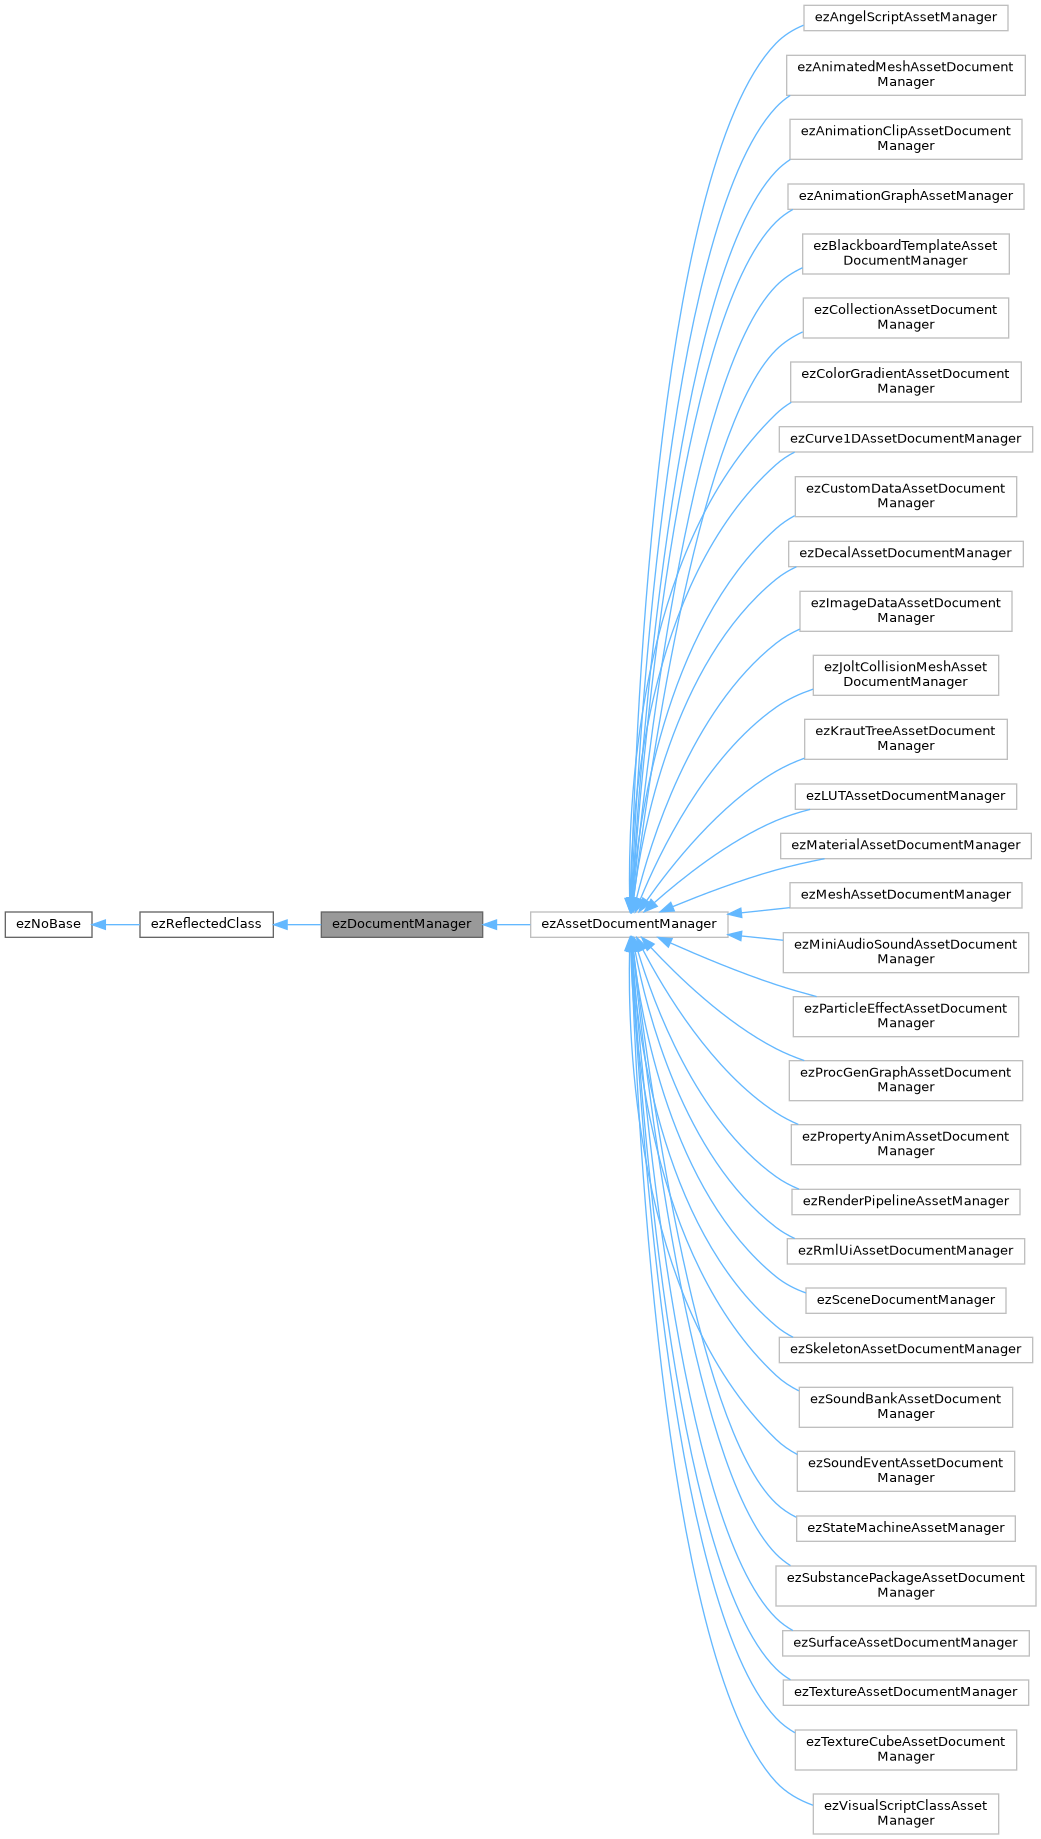 ezAngelScriptAssetManager
ezAnimatedMeshAssetDocument
Manager
ezAnimationClipAssetDocument
Manager
ezAnimationGraphAssetManager
ezBlackboardTemplateAsset
DocumentManager
ezCollectionAssetDocument
Manager
ezColorGradientAssetDocument
Manager
ezCurve1DAssetDocumentManager
ezCustomDataAssetDocument
Manager
ezDecalAssetDocumentManager
ezImageDataAssetDocument
Manager
ezJoltCollisionMeshAsset
DocumentManager
ezKrautTreeAssetDocument
Manager
ezLUTAssetDocumentManager
ezMaterialAssetDocumentManager
ezMeshAssetDocumentManager
ezNoBase
ezReflectedClass
ezDocumentManager
ezAssetDocumentManager
ezMiniAudioSoundAssetDocument
Manager
ezParticleEffectAssetDocument
Manager
ezProcGenGraphAssetDocument
Manager
ezPropertyAnimAssetDocument
Manager
ezRenderPipelineAssetManager
ezRmlUiAssetDocumentManager
ezSceneDocumentManager
ezSkeletonAssetDocumentManager
ezSoundBankAssetDocument
Manager
ezSoundEventAssetDocument
Manager
ezStateMachineAssetManager
ezSubstancePackageAssetDocument
Manager
ezSurfaceAssetDocumentManager
ezTextureAssetDocumentManager
ezTextureCubeAssetDocument
Manager
ezVisualScriptClassAsset
Manager